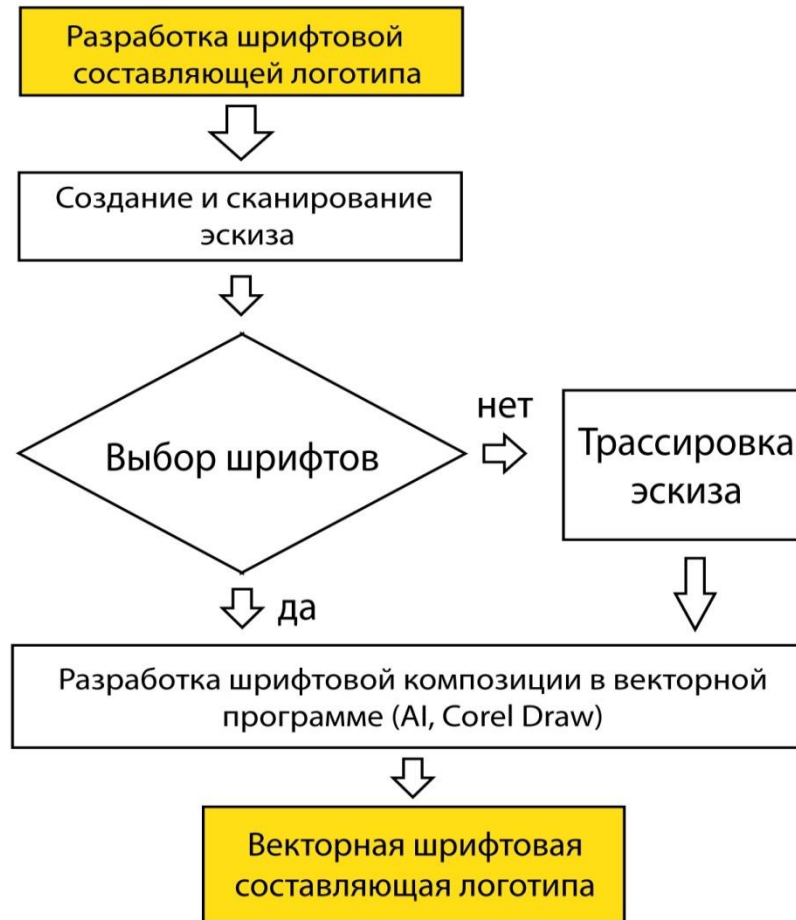 Разработка шрифтовой
составляющей логотипа
Создание и сканирование
эскиза
Выбор шрифтов
нет
Трассировка
эскиза
да
Разработка шрифтовой композиции в векторной
программе (AI, Corel Draw)
Векторная шрифтовая
составляющая логотипа